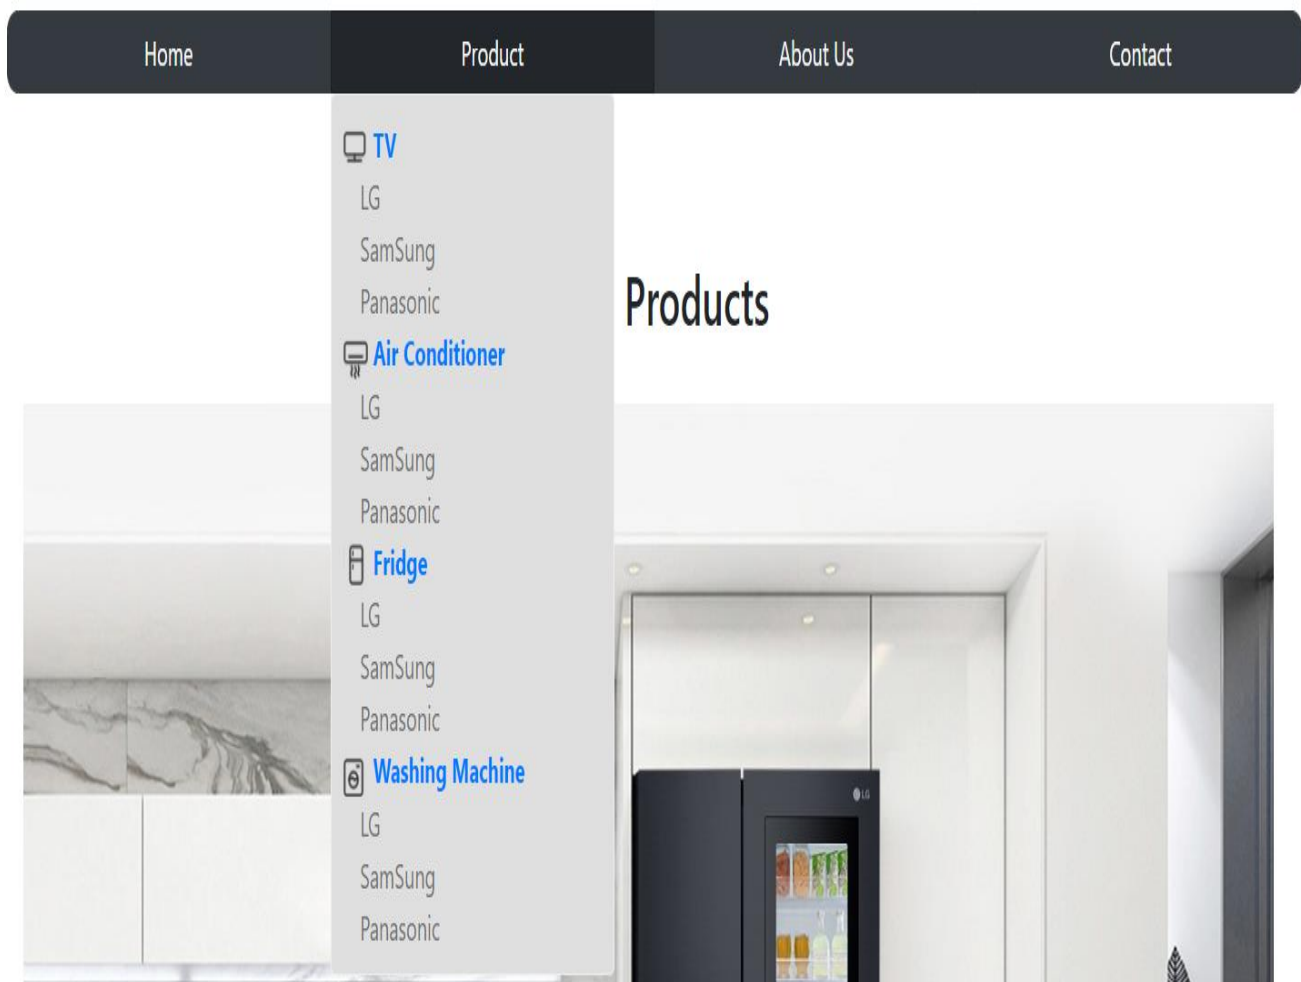 Home Product About Us Contact
TV
LG
SamSung
Panasonic
Products
Air Conditioner
LG
SamSung
Panasonic
Fridge
LG
SamSung
Panasonic
Washing Machine
LG
LG
SamSung
Panasonic